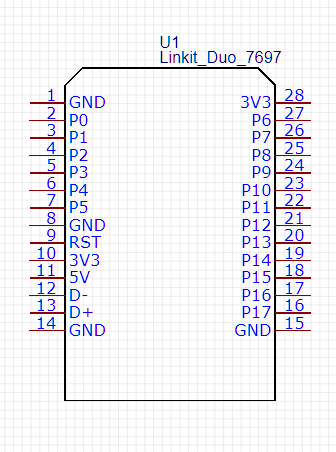 U1
Linkit_Duo_7697
1 GND 3V3 28
2 P0 P6 27
3 P1 P7 26
4 P2 P8 25
5 P3 P9 24
6 P4 P10 23
7 P5 P11 22
8 GND P12 21
9 RST P13 20
10 3V3 P14 19
11 5V P15 18
12 D- P16 17
13 D+ P17 16
14 GND GND 15